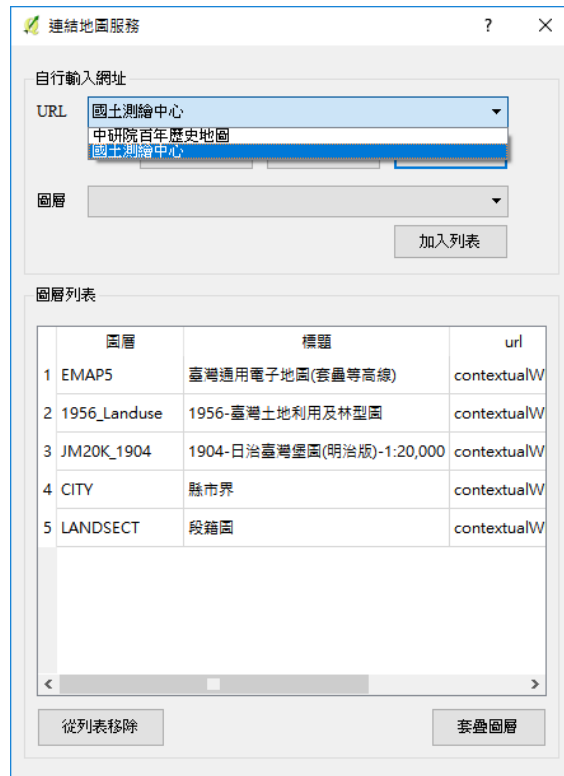 連結地圖服務 ?
自行輸入網址
URL 國土測繪中心
中研院百年歷史地圖
國土測繪中心
圖層
加入列表
圖層列表
圖層 標題 url
1 EMAP5 臺灣通用電子地圖(套疊等高線) contextualW
2 1956_Landuse 1956-臺灣土地利用及林型圖 contextualW
3 JM20K_1904 1904-日治臺灣堡圖(明治版)-1:20,000 contextualW
4 CITY 縣市界 contextualW
5 LANDSECT 段籍圖 contextualW
從列表移除 套疊圖層